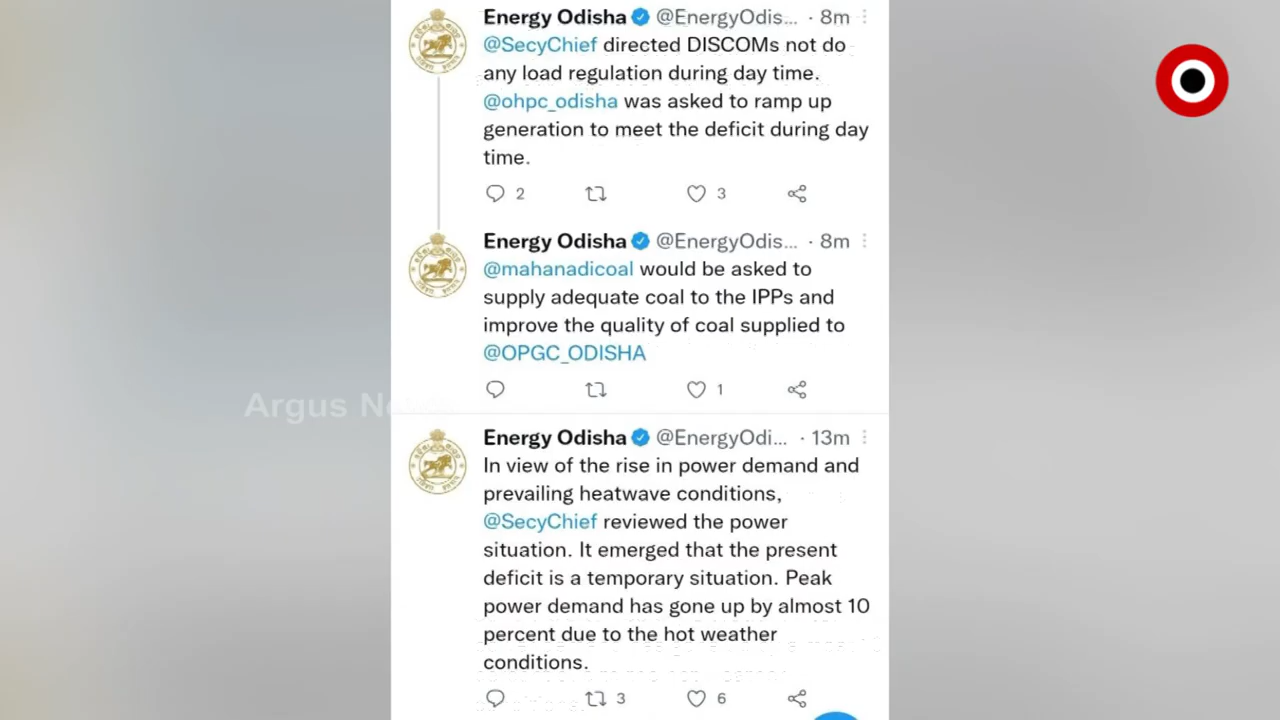 Energy Odisha @EnergyOdis... · 8m
@SecyChief directed DISCOMs not do
any load regulation during day time.
@ohpc_odisha was asked to ramp up
generation to meet the deficit during day
time.
2 3
Energy Odisha @EnergyOdis... · 8m
@mahanadicoal would be asked to
supply adequate coal to the IPPs and
improve the quality of coal supplied to
@OPGC_ODISHA
1
Energy Odisha @EnergyOdi... · 13m
In view of the rise in power demand and
prevailing heatwave conditions,
@SecyChief reviewed the power
situation. It emerged that the present
deficit is a temporary situation. Peak
power demand has gone up by almost 10
percent due to the hot weather
conditions.
3 6
Argus